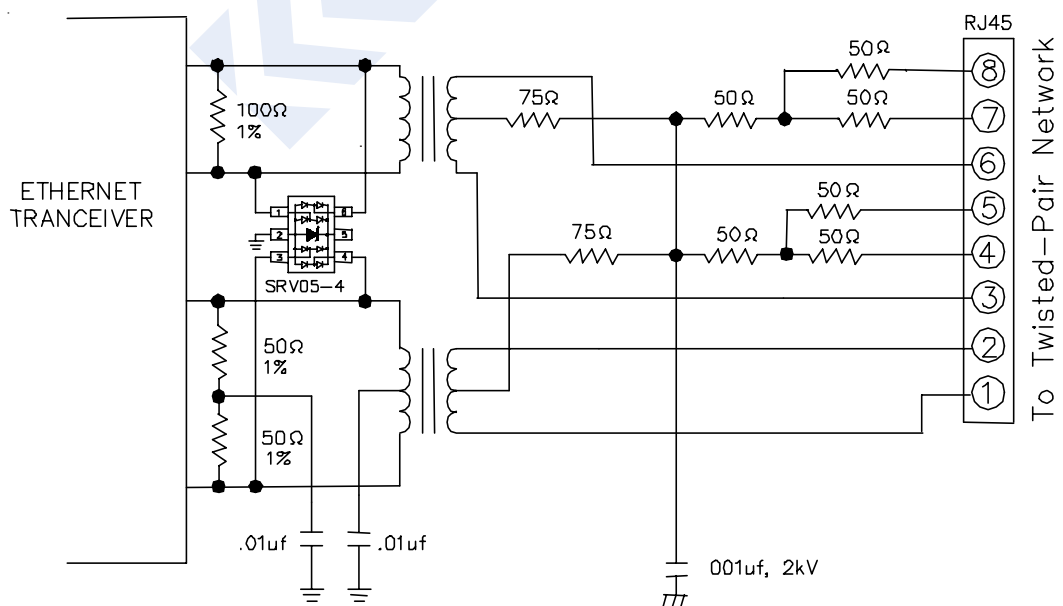 RJ45
50Ω
8
100Ω
1%
75Ω
50Ω
50Ω
7
6
ETHERNET
TRANCEIVER
1
6
2
5
3
4
SRV05-4
50Ω
5
75Ω
50Ω
50Ω
4
3
50Ω
1%
2
1
50Ω
1%
.01uf
.01uf
001uf, 2kV
To Twisted-Pair Network